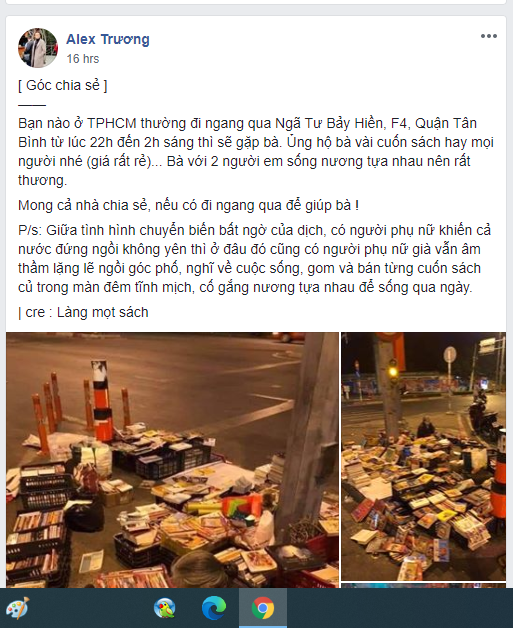 Alex Trương
16 hrs
[ Góc chia sẻ ]
Bạn nào ở TPHCM thường đi ngang qua Ngã Tư Bảy Hiền, F4, Quận Tân
Bình từ lúc 22h đến 2h sáng thì sẽ gặp bà. Ủng hộ bà vài cuốn sách hay mọi
người nhé (giá rất rẻ)... Bà với 2 người em sống nương tựa nhau nên rất
thương.
Mong cả nhà chia sẻ, nếu có đi ngang qua để giúp bà !
P/s: Giữa tình hình chuyển biến bất ngờ của dịch, có người phụ nữ khiến cả
nước đứng ngồi không yên thì ở đâu đó cũng có người phụ nữ già vẫn âm
thầm lặng lẽ ngồi góc phố, nghĩ về cuộc sống, gom và bán từng cuốn sách
củ trong màn đêm tĩnh mịch, cố gắng nương tựa nhau để sống qua ngày.
| cre : Làng mọt sách